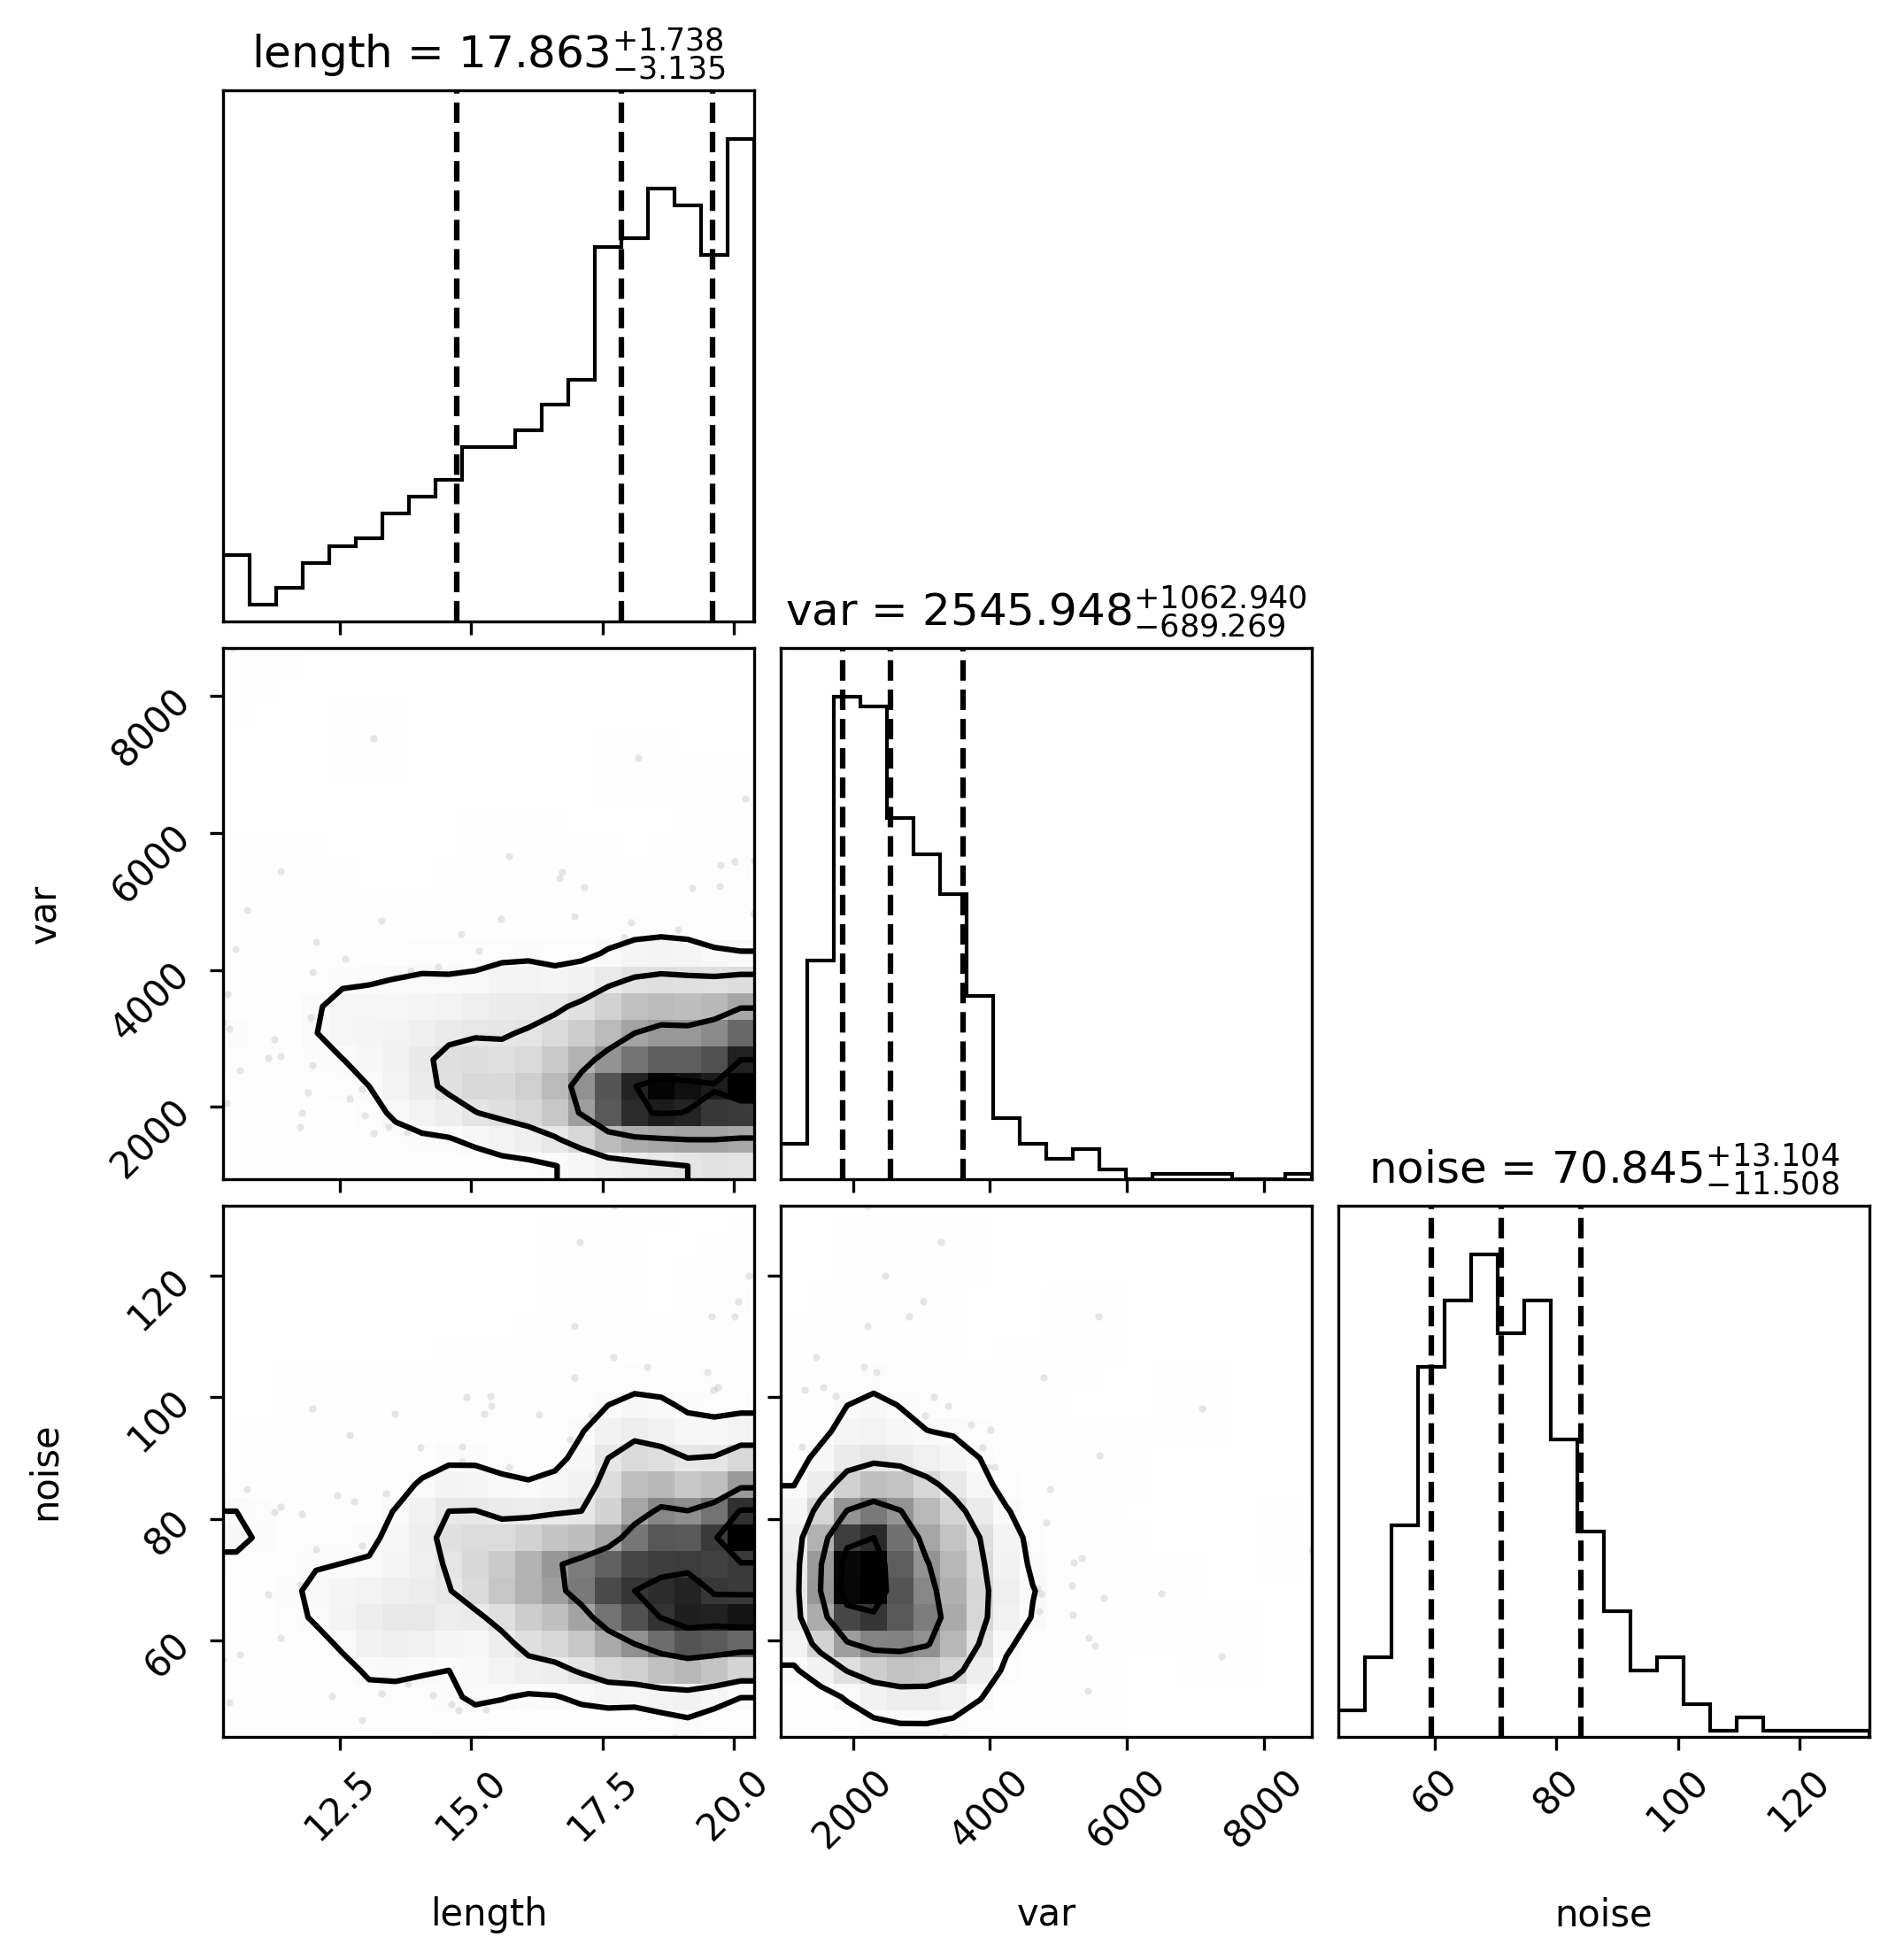 length = 17.863+1.738−3.135
var = 2545.948+1062.940−689.269
8000
6000
4000
2000
var
noise = 70.845+13.104−11.508
120
100
80
60
noise
12.5 15.0 17.5 20.0 2000 4000 6000 8000 60 80 100 120
length var noise